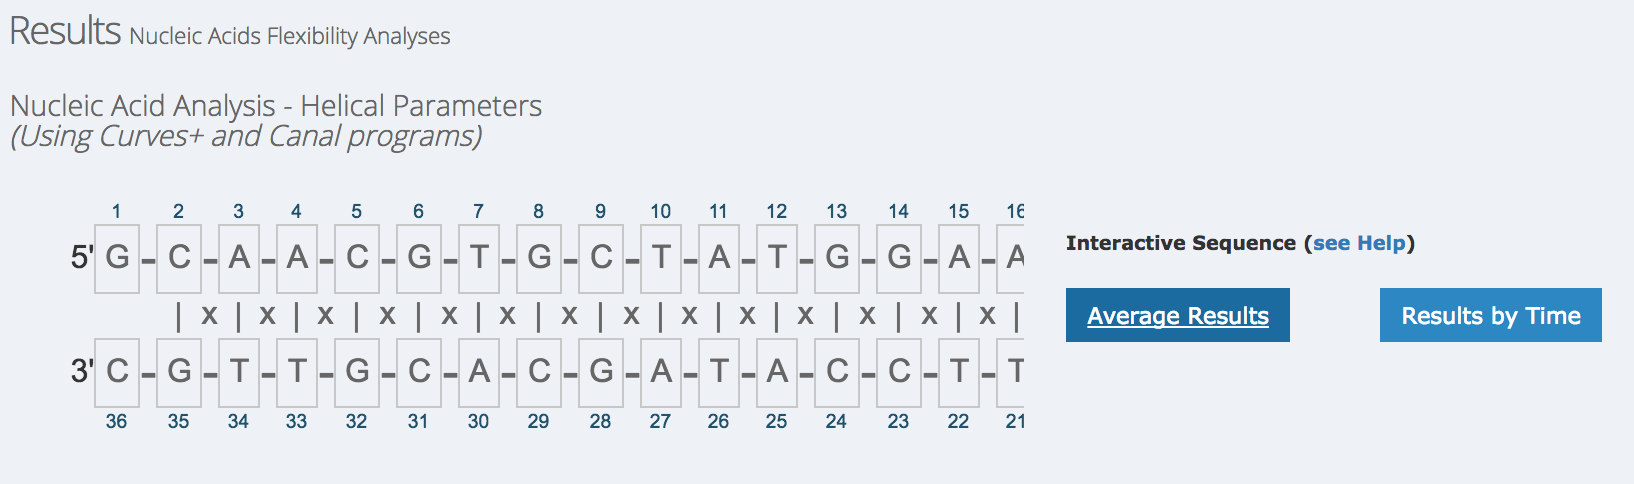 Results Nucleic Acids Flexibility Analyses
Nucleic Acid Analysis - Helical Parameters
(Using Curves+ and Canal programs)
1 2 3 4 5 6 7 8 9 10 11 12 13 14 15 16
5' G - C - A - A - C - G - T - G - C - T - A - T - G - G - A - A
| x | x | x | x | x | x | x | x | x | x | x | x | x | x |
3' C - G - T - T - G - C - A - C - G - A - T - A - C - C - T - T
36 35 34 33 32 31 30 29 28 27 26 25 24 23 22 21
Interactive Sequence (see Help)
Average Results
Results by Time